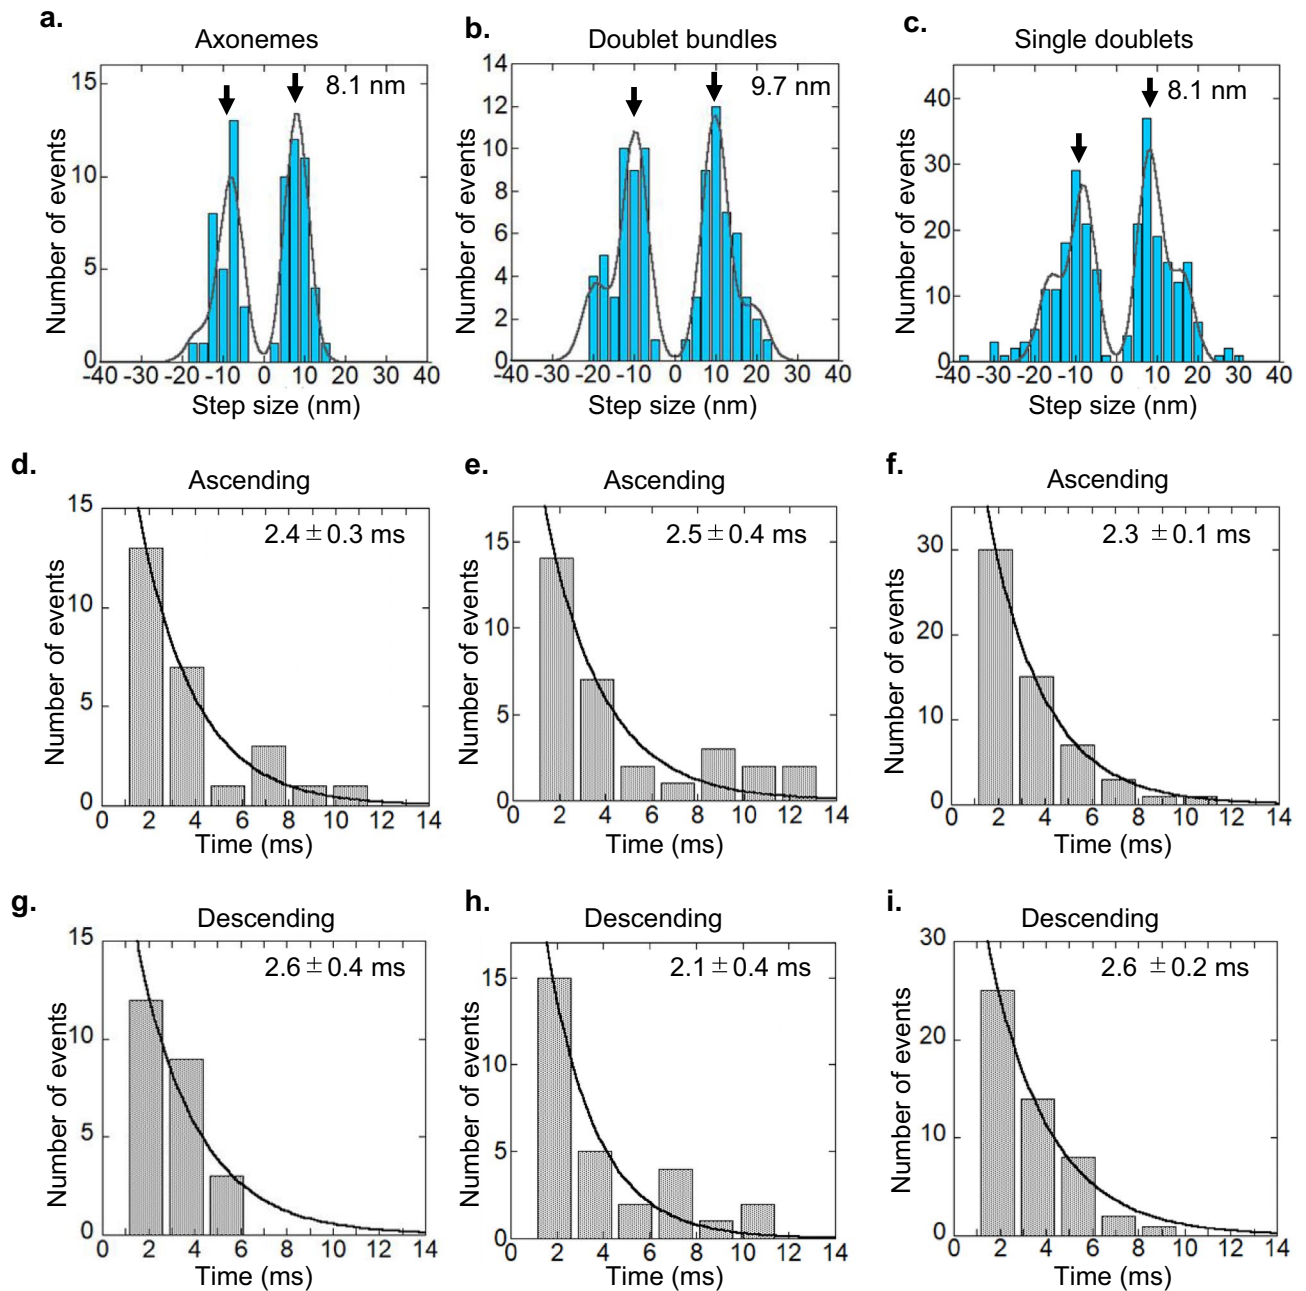 a.
Axonemes
8.1 nm
Number of events
15
10
5
0
-40 -30 -20 -10 0 10 20 30 40
Step size (nm)
b.
Doublet bundles
9.7 nm
Number of events
14
12
10
8
6
4
2
0
-40 -30 -20 -10 0 10 20 30 40
Step size (nm)
c.
Single doublets
8.1 nm
Number of events
40
30
20
10
0
-40 -30 -20 -10 0 10 20 30 40
Step size (nm)
d.
Ascending
2.4 ± 0.3 ms
Number of events
15
10
5
0
0 2 4 6 8 10 12 14
Time (ms)
e.
Ascending
2.5 ± 0.4 ms
Number of events
15
10
5
0
0 2 4 6 8 10 12 14
Time (ms)
f.
Ascending
2.3 ± 0.1 ms
Number of events
30
20
10
0
0 2 4 6 8 10 12 14
Time (ms)
g.
Descending
2.6 ± 0.4 ms
Number of events
15
10
5
0
0 2 4 6 8 10 12 14
Time (ms)
h.
Descending
2.1 ± 0.4 ms
Number of events
15
10
5
0
0 2 4 6 8 10 12 14
Time (ms)
i.
Descending
2.6 ± 0.2 ms
Number of events
30
20
10
0
0 2 4 6 8 10 12 14
Time (ms)